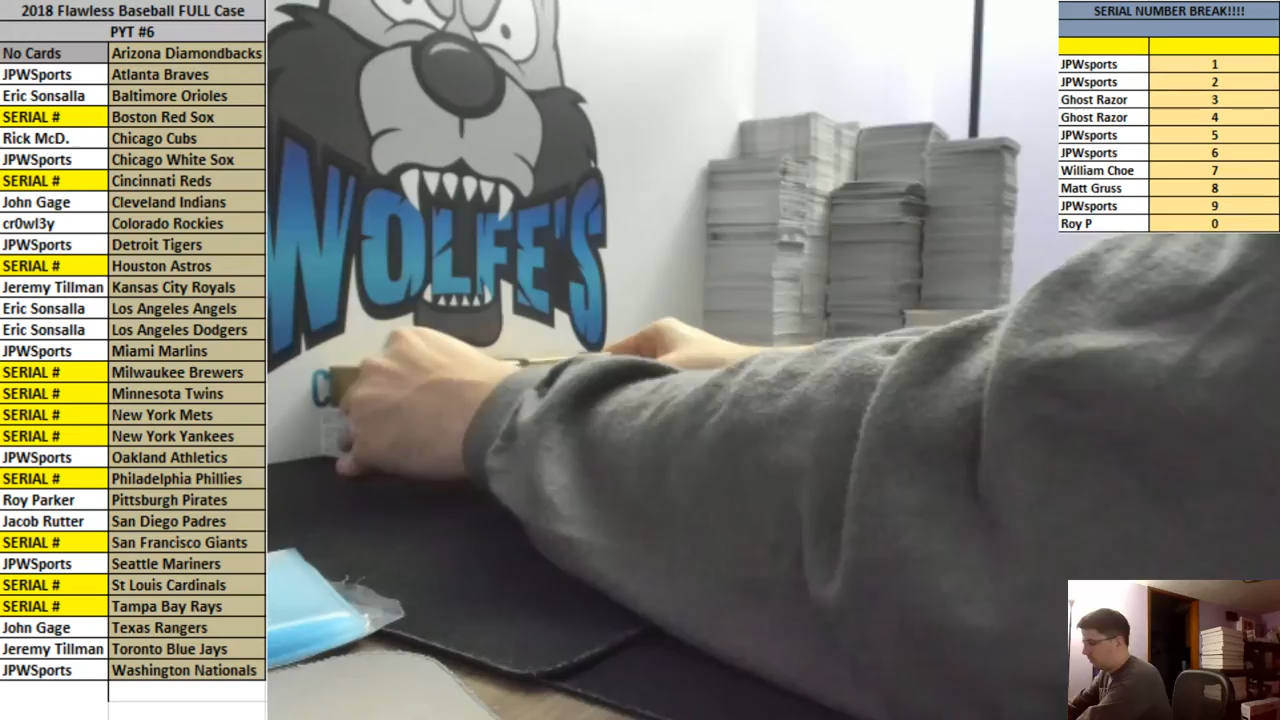 2018 Flawless Baseball FULL Case
PYT #6
No Cards Arizona Diamondbacks
JPWSports Atlanta Braves
Eric Sonsalla Baltimore Orioles
SERIAL # Boston Red Sox
Rick McD. Chicago Cubs
JPWSports Chicago White Sox
SERIAL # Cincinnati Reds
John Gage Cleveland Indians
cr0wl3y Colorado Rockies
JPWSports Detroit Tigers
SERIAL # Houston Astros
Jeremy Tillman Kansas City Royals
Eric Sonsalla Los Angeles Angels
Eric Sonsalla Los Angeles Dodgers
JPWSports Miami Marlins
SERIAL # Milwaukee Brewers
SERIAL # Minnesota Twins
SERIAL # New York Mets
SERIAL # New York Yankees
JPWSports Oakland Athletics
SERIAL # Philadelphia Phillies
Roy Parker Pittsburgh Pirates
Jacob Rutter San Diego Padres
SERIAL # San Francisco Giants
JPWSports Seattle Mariners
SERIAL # St Louis Cardinals
SERIAL # Tampa Bay Rays
John Gage Texas Rangers
Jeremy Tillman Toronto Blue Jays
JPWSports Washington Nationals
WOLFE'S
SERIAL NUMBER BREAK!!!!
JPWsports 1
JPWsports 2
Ghost Razor 3
Ghost Razor 4
JPWsports 5
JPWsports 6
William Choe 7
Matt Gruss 8
JPWsports 9
Roy P 0